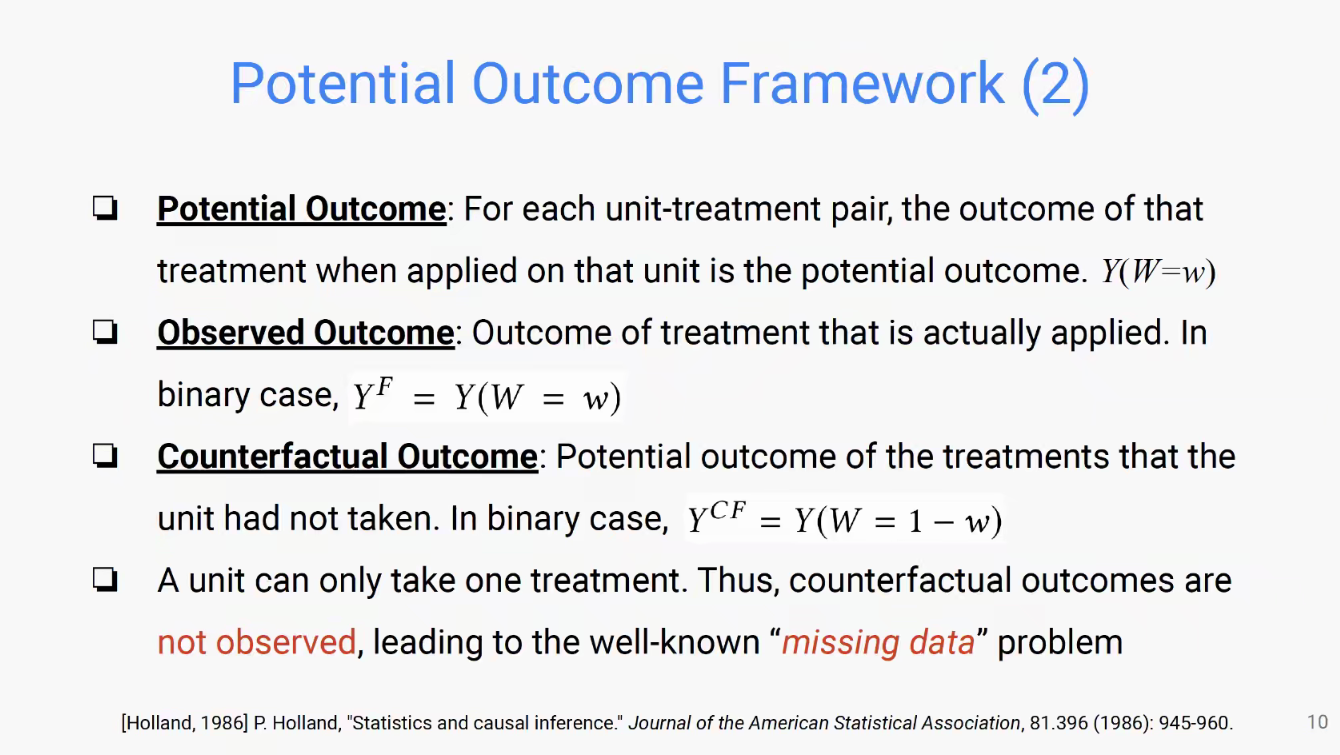 Potential Outcome Framework (2)
❏ Potential Outcome: For each unit-treatment pair, the outcome of that
treatment when applied on that unit is the potential outcome. Y(W=w)
❏ Observed Outcome: Outcome of treatment that is actually applied. In
binary case, Y^F = Y(W = w)
❏ Counterfactual Outcome: Potential outcome of the treatments that the
unit had not taken. In binary case, Y^CF = Y(W = 1 − w)
❏ A unit can only take one treatment. Thus, counterfactual outcomes are
not observed, leading to the well-known “missing data” problem
[Holland, 1986] P. Holland, "Statistics and causal inference." Journal of the American Statistical Association, 81.396 (1986): 945-960.
10